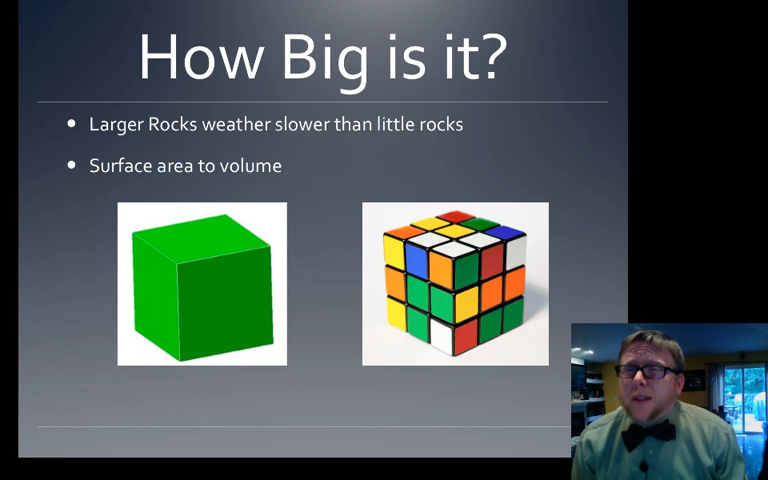 How Big is it?
Larger Rocks weather slower than little rocks
Surface area to volume